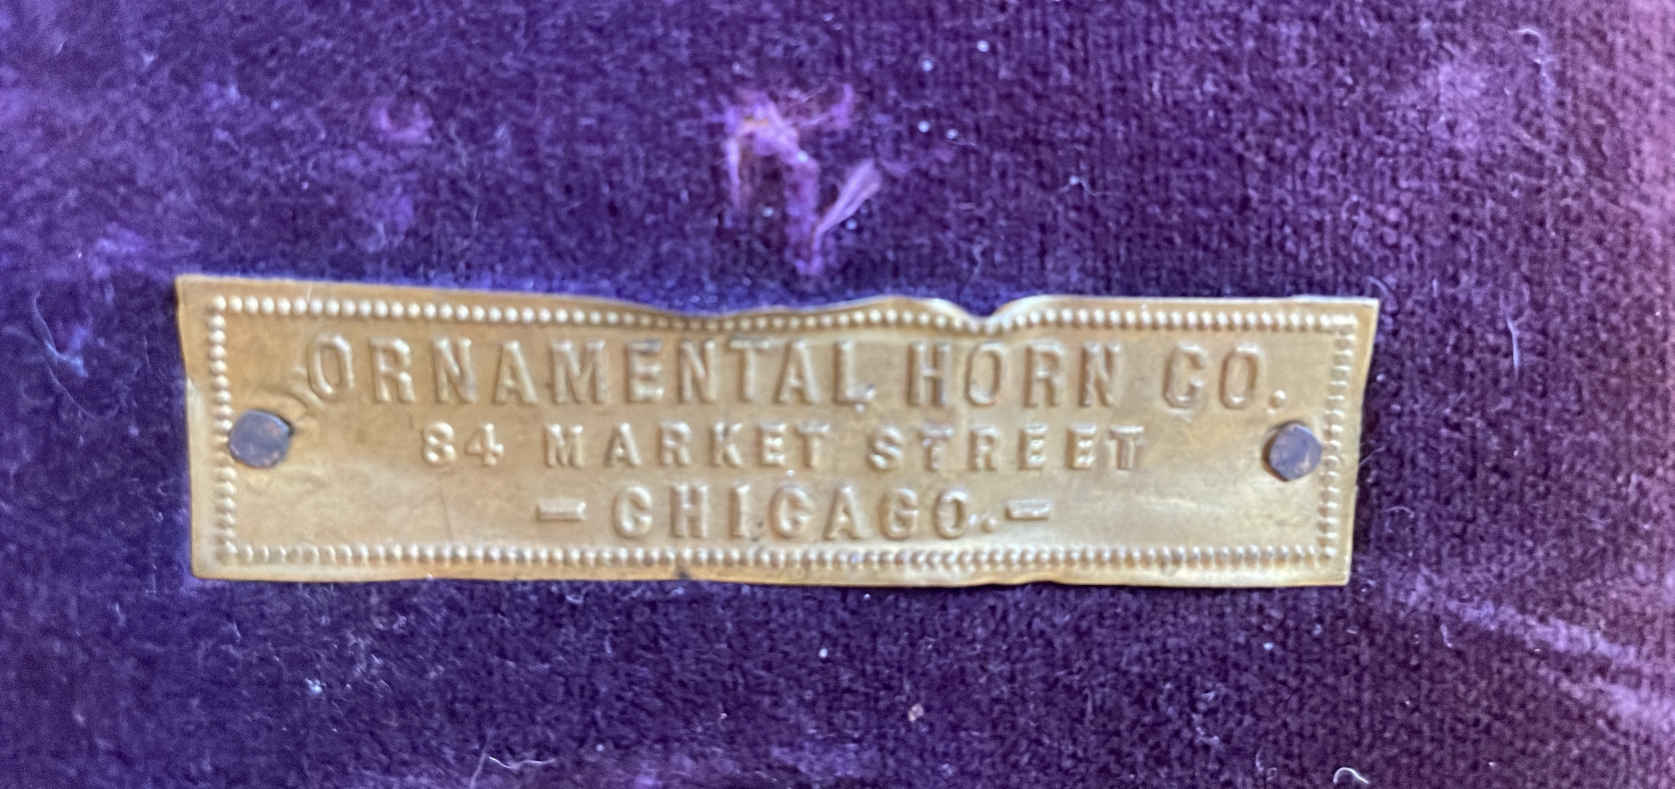 ORNAMENTAL HORN CO.
84 MARKET STREET
- CHICAGO. -